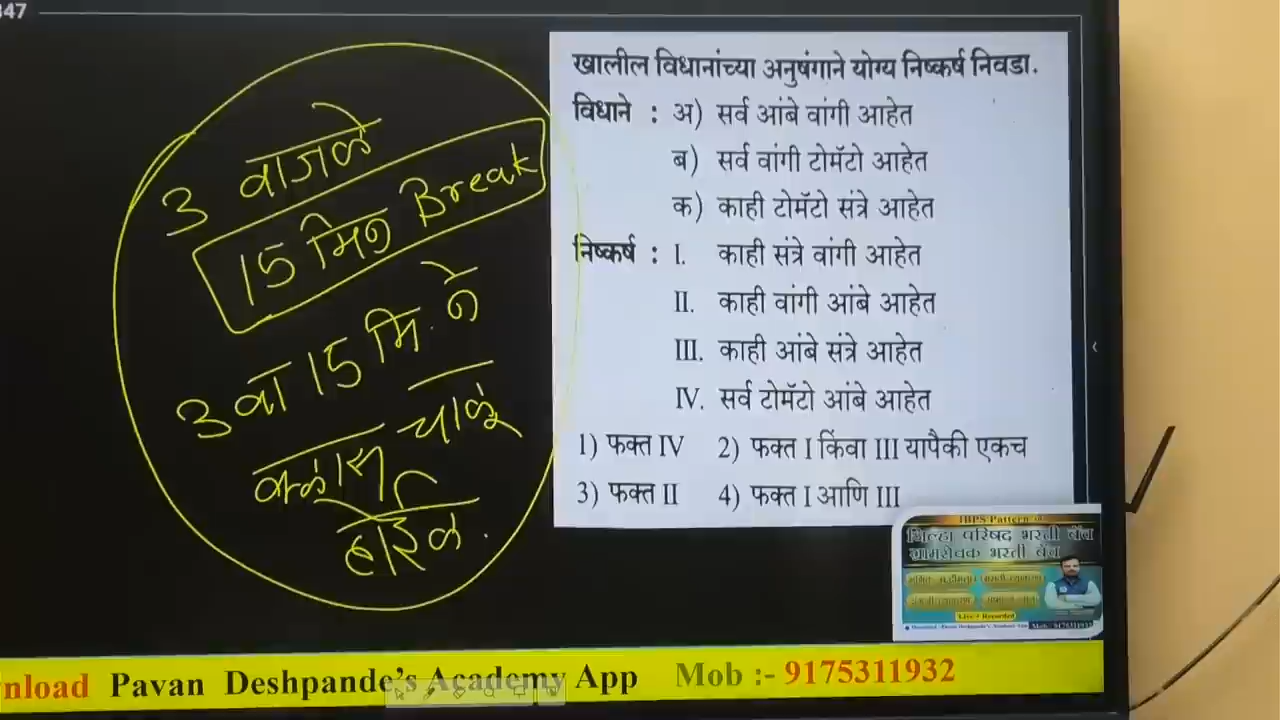 347
3 वाजले
15 मिन Break
3 वा 15 मि. ने
क्लास चालू
होईल.
खालील विधानांच्या अनुषंगाने योग्य निष्कर्ष निवडा.
विधाने : अ) सर्व आंबे वांगी आहेत
ब) सर्व वांगी टोमॅटो आहेत
क) काही टोमॅटो संत्रे आहेत
निष्कर्ष : I. काही संत्रे वांगी आहेत
II. काही वांगी आंबे आहेत
III. काही आंबे संत्रे आहेत
IV. सर्व टोमॅटो आंबे आहेत
1) फक्त IV 2) फक्त I किंवा III यापैकी एकच
3) फक्त II 4) फक्त I आणि III
IBPS Pattern
जिल्हा परिषद भरती बॅच
ग्रामसेवक भरती बॅच
Live + Recorded
nload Pavan Deshpande's Academy App Mob :- 9175311932